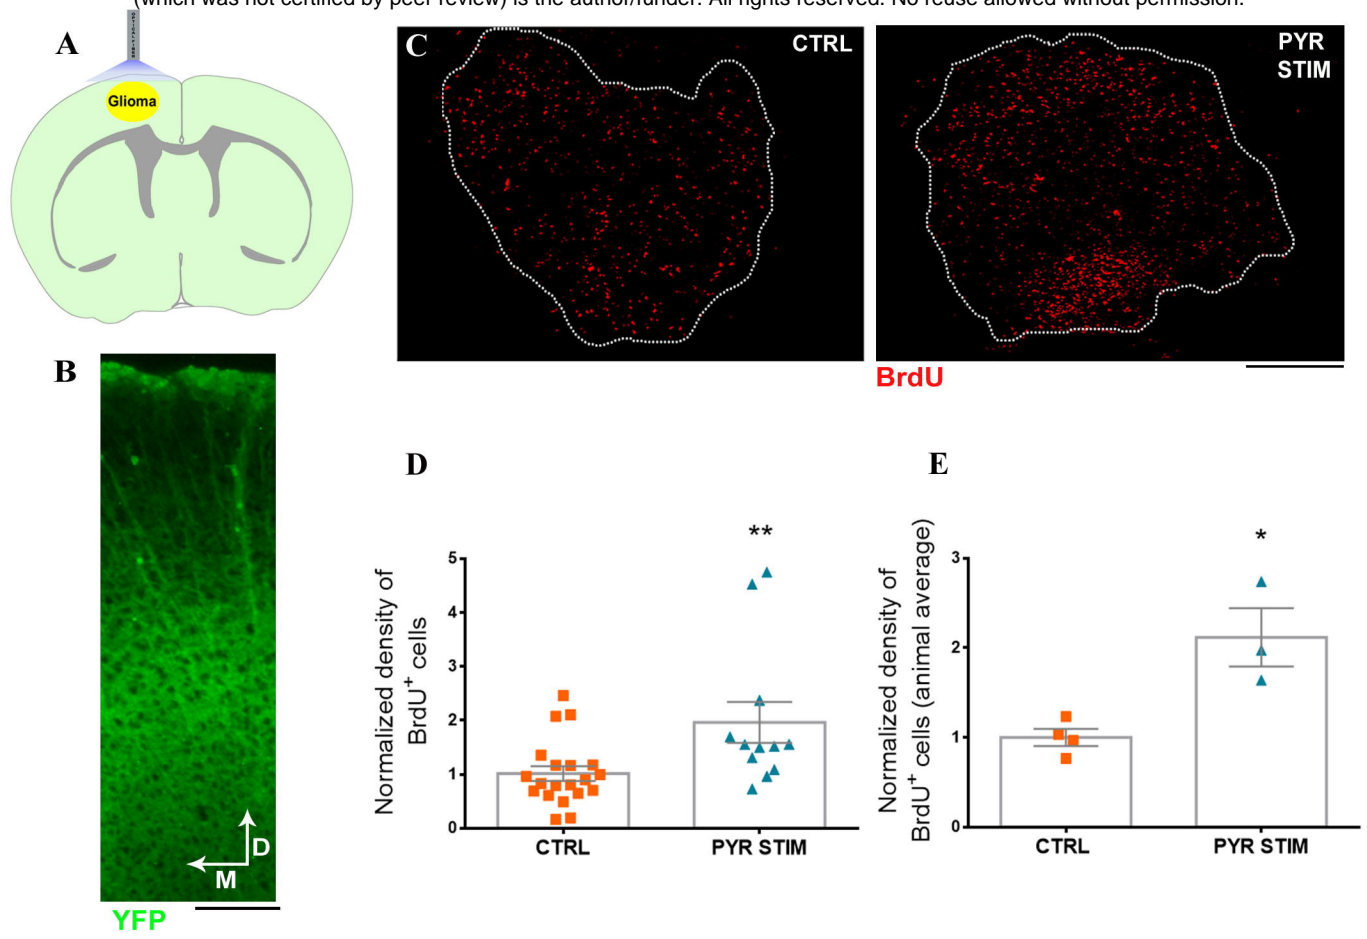 (which was not certified by peer review) is the author/funder. All rights reserved. No reuse allowed without permission.
A
OPTICAL FIBER
Glioma
B
D
M
YFP
C
CTRL
PYR
STIM
BrdU
D
Normalized density of
BrdU+ cells
5
4
3
2
1
0
**
CTRL
PYR STIM
E
Normalized density of
BrdU+ cells (animal average)
3
2
1
0
*
CTRL
PYR STIM